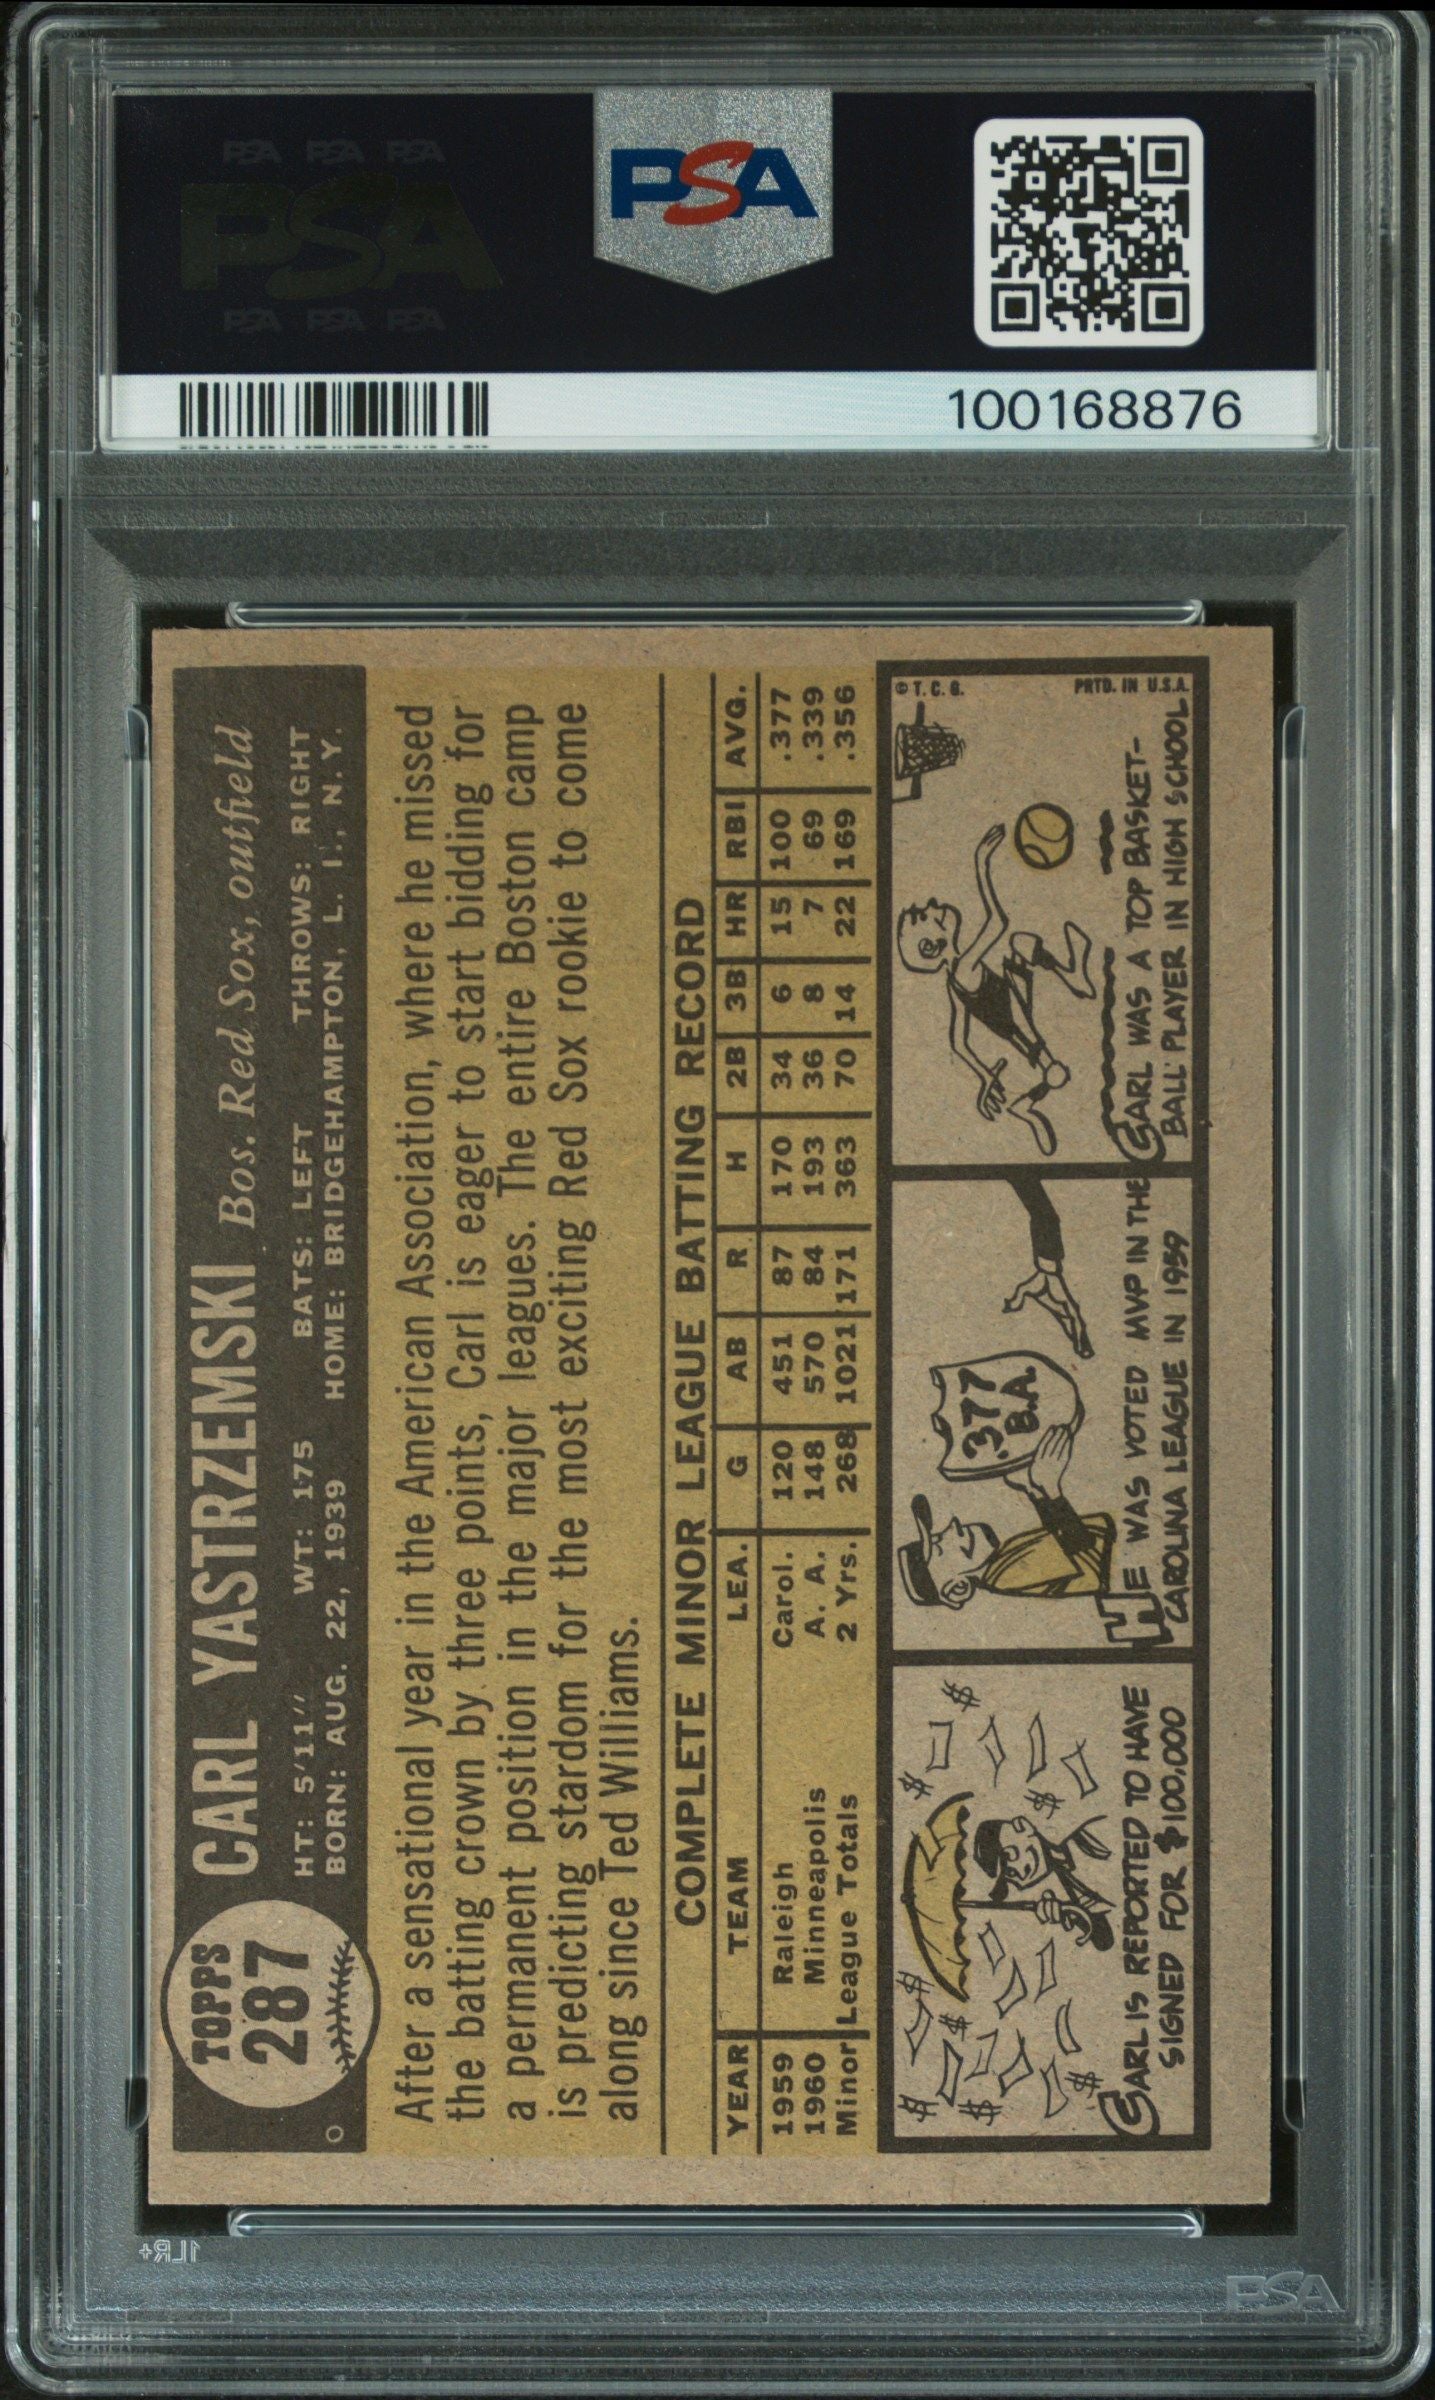 PSA PSA PSA
PSA
PSA PSA PSA
PSA
100168876
TOPPS
287
CARL YASTRZEMSKI Bos. Red Sox, outfield
HT: 5'11" WT: 175 BATS: LEFT THROWS: RIGHT
BORN: AUG. 22, 1939 HOME: BRIDGEHAMPTON, L. I., N. Y.
After a sensational year in the American Association, where he missed
the batting crown by three points, Carl is eager to start bidding for
a permanent position in the major leagues. The entire Boston camp
is predicting stardom for the most exciting Red Sox rookie to come
along since Ted Williams.
COMPLETE MINOR LEAGUE BATTING RECORD
YEAR TEAM LEA. G AB R H 2B 3B HR RBI AVG.
1959 Raleigh Carol. 120 451 87 170 34 6 15 100 .377
1960 Minneapolis A. A. 148 570 84 193 36 8 7 69 .339
Minor League Totals 2 Yrs. 268 1021 171 363 70 14 22 169 .356
$ $ $ $ $ $ $ $
CARL IS REPORTED TO HAVE
SIGNED FOR $100,000
.377
B.A.
HE WAS VOTED MVP IN THE
CAROLINA LEAGUE IN 1959
© T. C. G. PRTD. IN U.S.A.
CARL WAS A TOP BASKET-
BALL PLAYER IN HIGH SCHOOL
1LR+
PSA